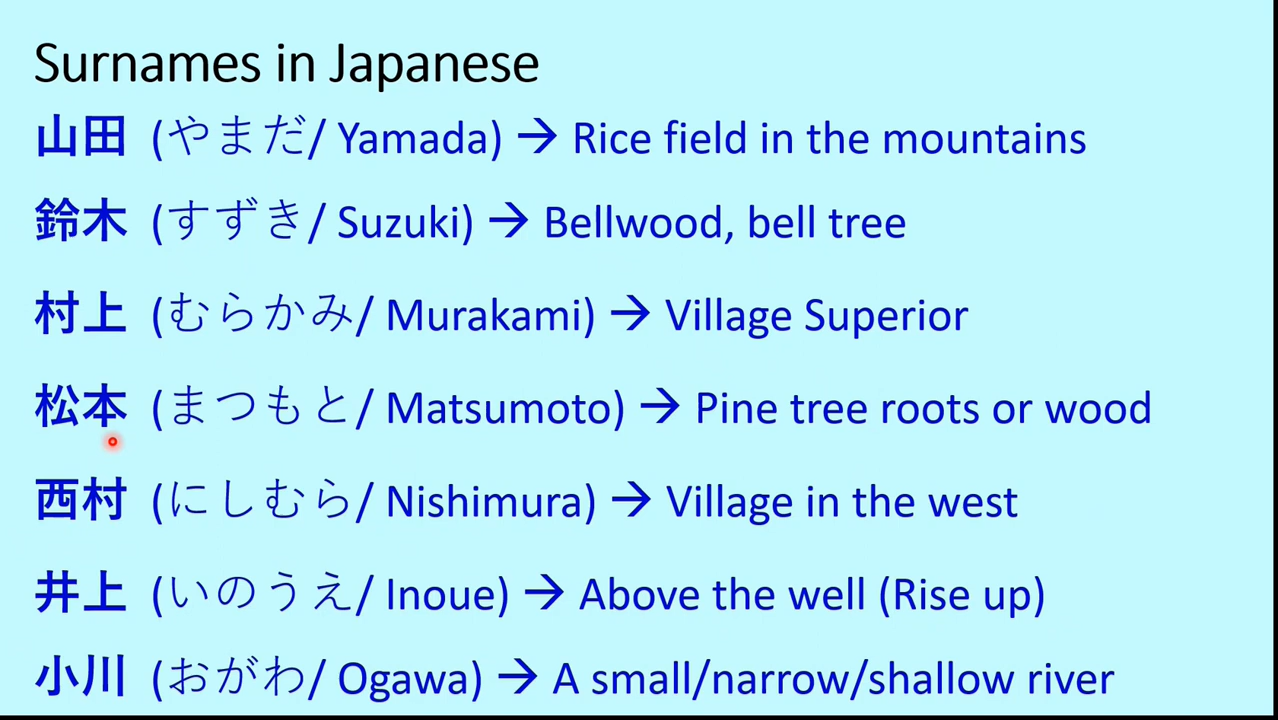 Surnames in Japanese
山田 (やまだ/ Yamada) → Rice field in the mountains
鈴木 (すずき/ Suzuki) → Bellwood, bell tree
村上 (むらかみ/ Murakami) → Village Superior
松本 (まつもと/ Matsumoto) → Pine tree roots or wood
西村 (にしむら/ Nishimura) → Village in the west
井上 (いのうえ/ Inoue) → Above the well (Rise up)
小川 (おがわ/ Ogawa) → A small/narrow/shallow river